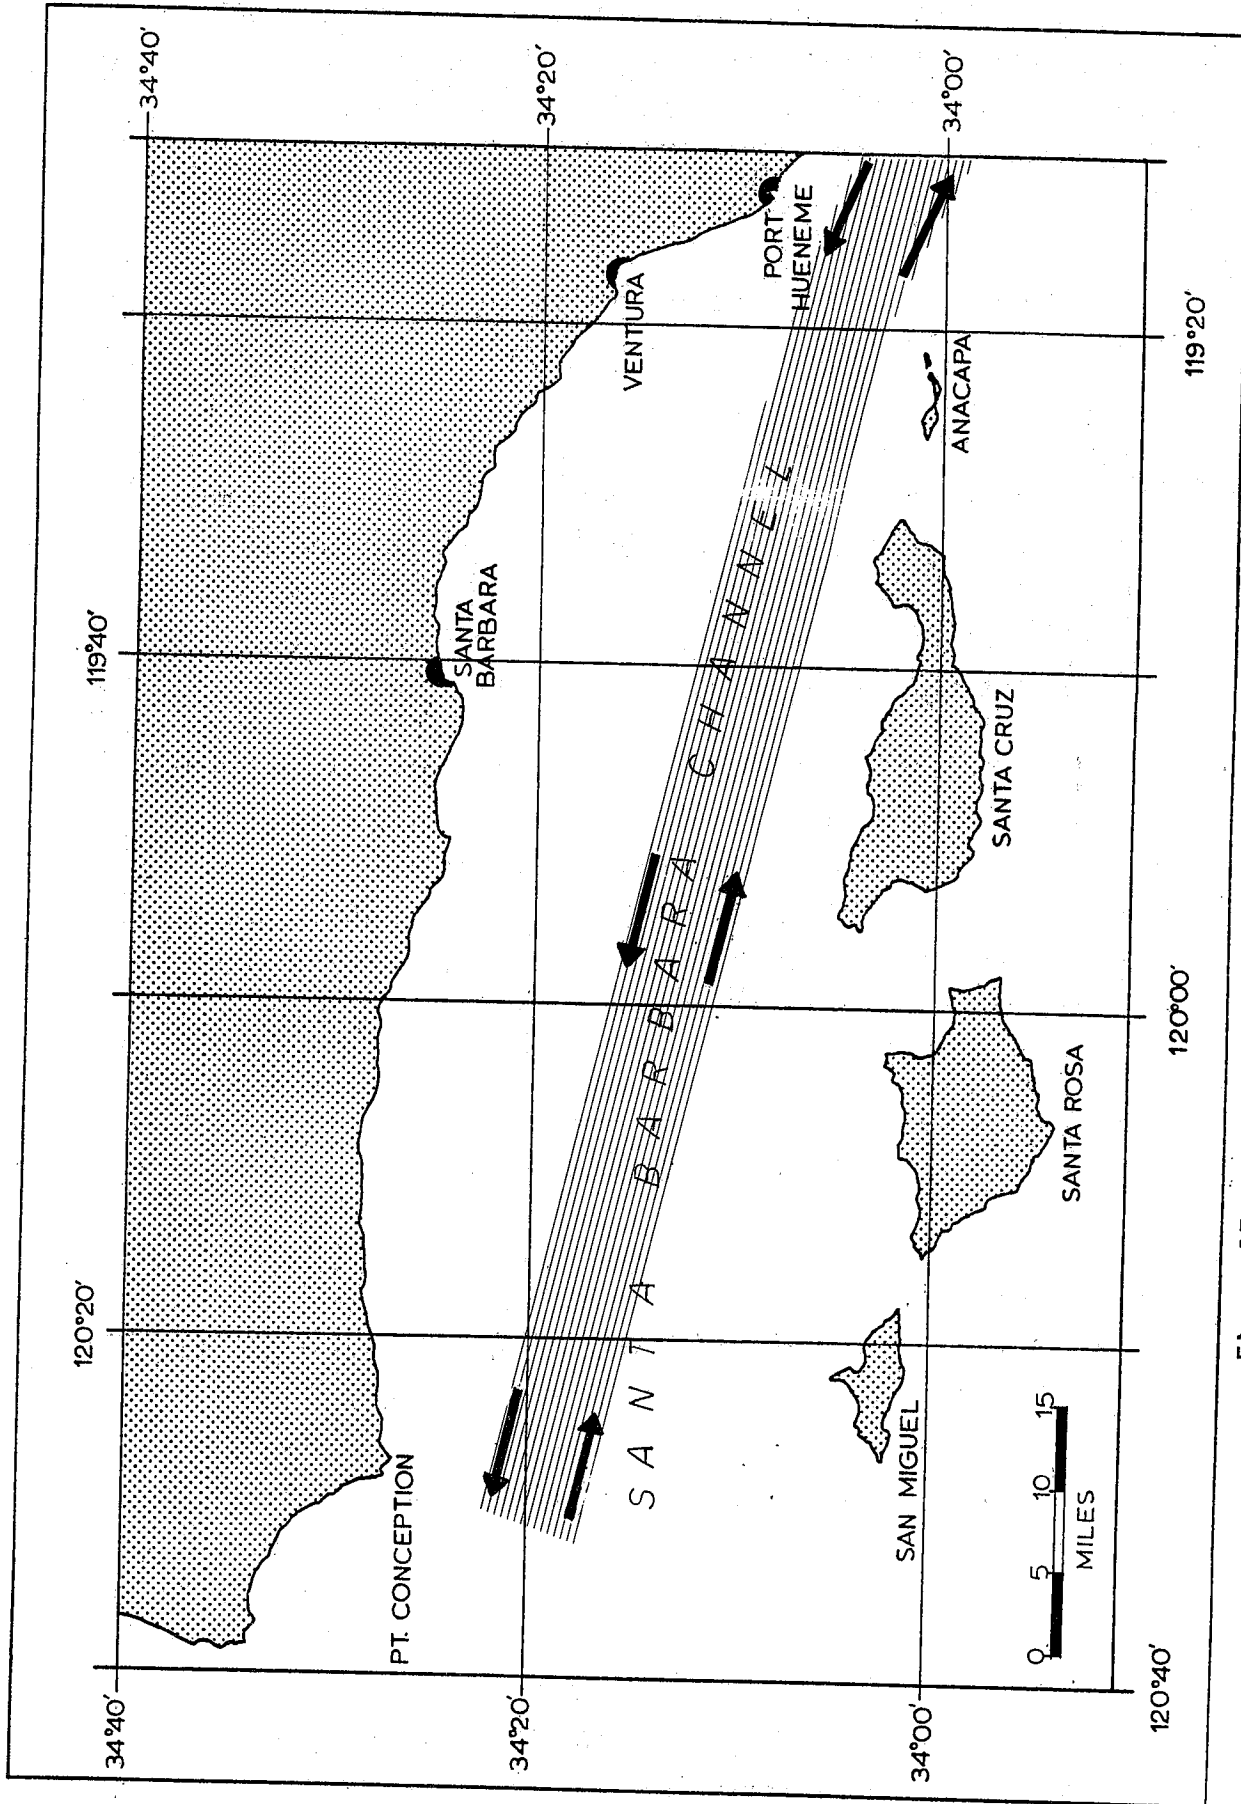 119°40'
120°20'
34°40'
34°40'
34°20'
34°20'
34°00'
34°00'
PT. CONCEPTION
SANTA
BARBARA
VENTURA
PORT
HUENEME
SANTA BARBARA CHANNEL
SAN MIGUEL
SANTA ROSA
SANTA CRUZ
ANACAPA
0 5 10 15
MILES
120°40'
120°00'
119°20'